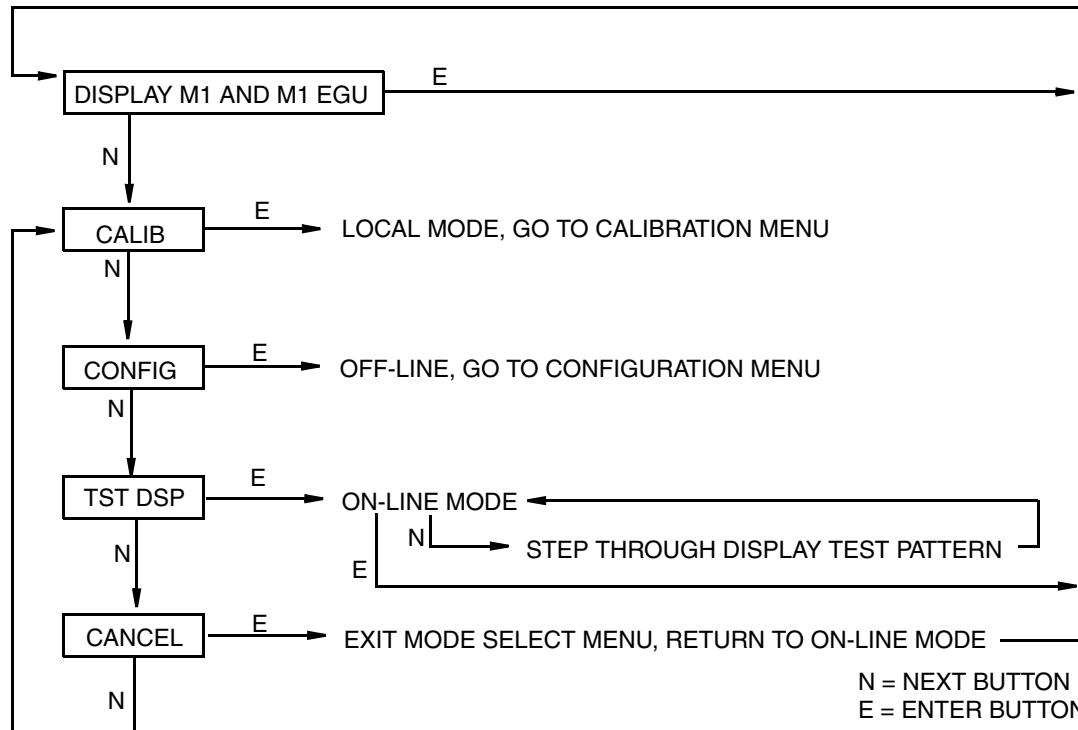 E
DISPLAY M1 AND M1 EGU
N
E
CALIB
LOCAL MODE, GO TO CALIBRATION MENU
N
E
CONFIG
OFF-LINE, GO TO CONFIGURATION MENU
N
E
TST DSP
ON-LINE MODE
N
STEP THROUGH DISPLAY TEST PATTERN
N
E
E
CANCEL
EXIT MODE SELECT MENU, RETURN TO ON-LINE MODE
N = NEXT BUTTON
N
E = ENTER BUTTON